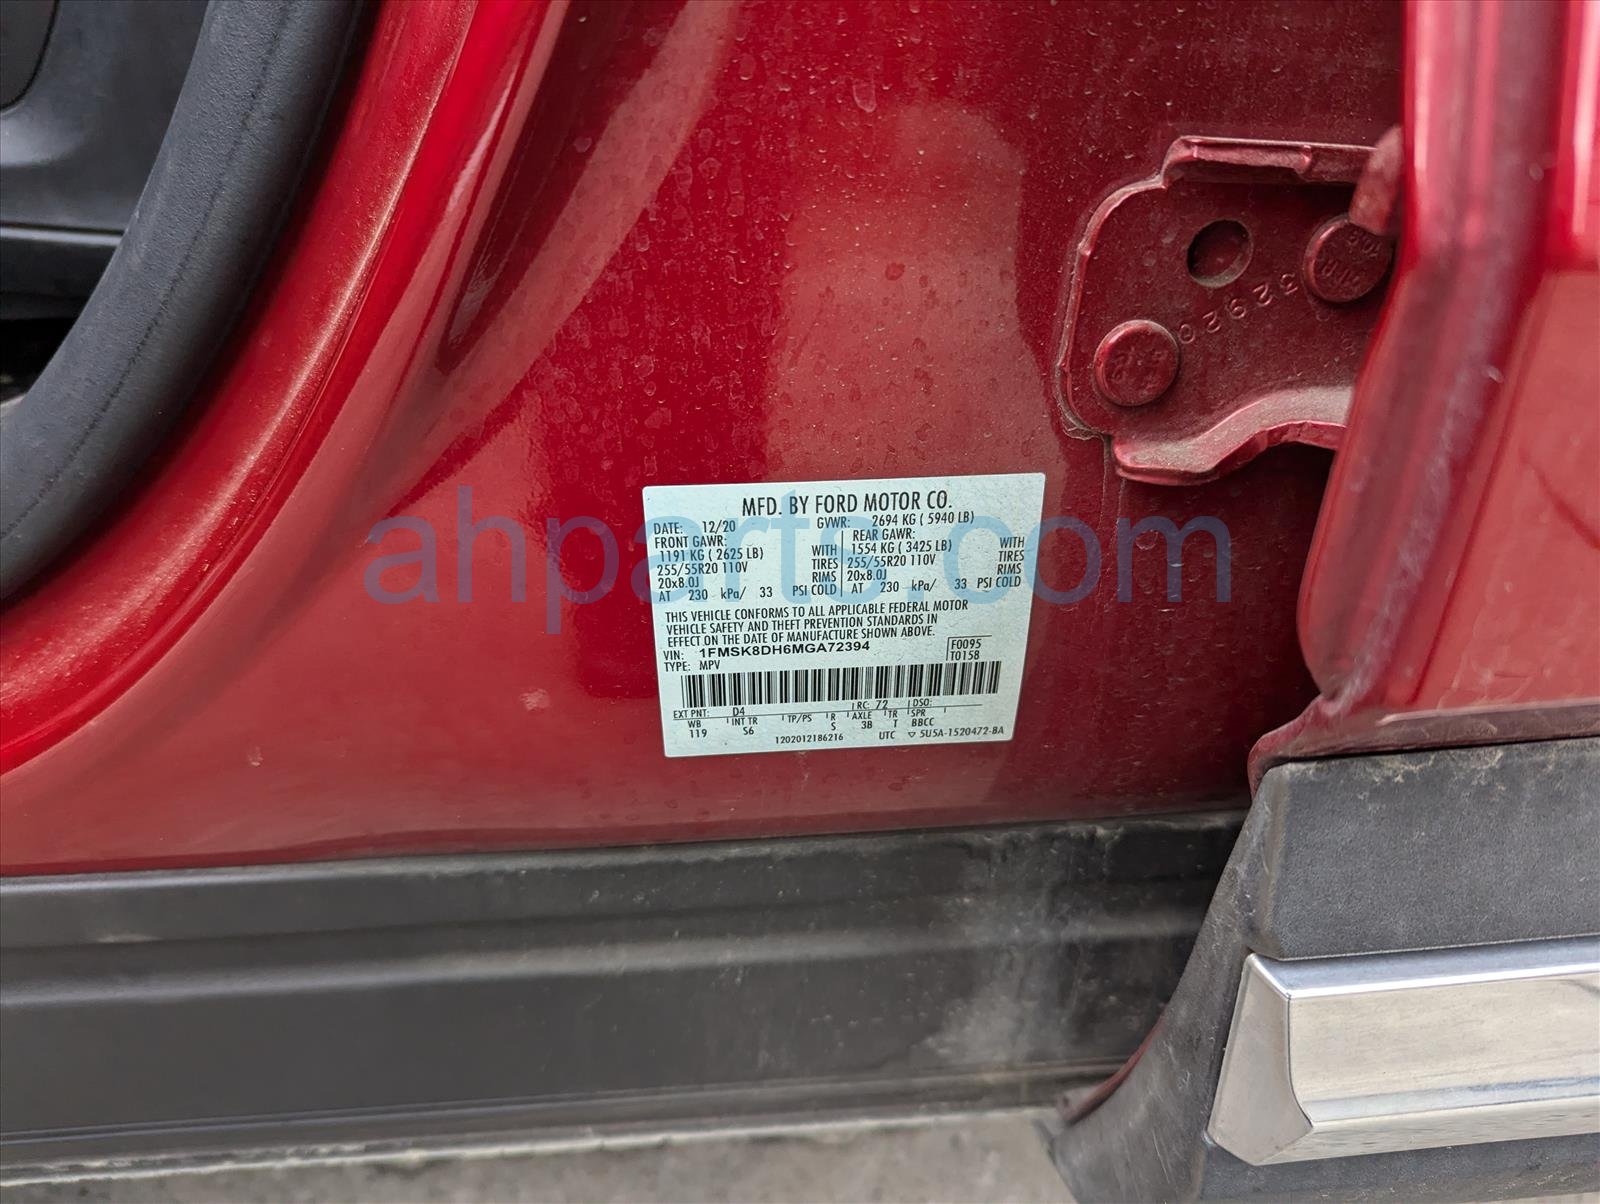 MFD. BY FORD MOTOR CO.
DATE: 12/20 GVWR: 2694 KG ( 5940 LB)
FRONT GAWR: REAR GAWR:
1191 KG ( 2625 LB) WITH 1554 KG ( 3425 LB) WITH
255/55R20 110V TIRES 255/55R20 110V TIRES
20x8.0J RIMS 20x8.0J RIMS
AT 230 kPa/ 33 PSI COLD AT 230 kPa/ 33 PSI COLD
THIS VEHICLE CONFORMS TO ALL APPLICABLE FEDERAL MOTOR
VEHICLE SAFETY AND THEFT PREVENTION STANDARDS IN
EFFECT ON THE DATE OF MANUFACTURE SHOWN ABOVE.
VIN: 1FMSK8DH6MGA72394 F0095
TYPE: MPV T0158
EXT PNT: D4 RC: 72 DSO:
WB INT TR TP/PS R AXLE TR SPR
119 S6 S 3B T BBCC
1202012186216 UTC ▽ 5U5A-1520472-BA
ahparts.com
32920